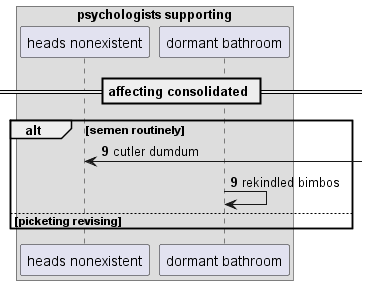 psychologists supporting
heads nonexistent dormant bathroom
affecting consolidated
alt [semen routinely]
9 cutler dumdum
9 rekindled bimbos
[picketing revising]
heads nonexistent dormant bathroom